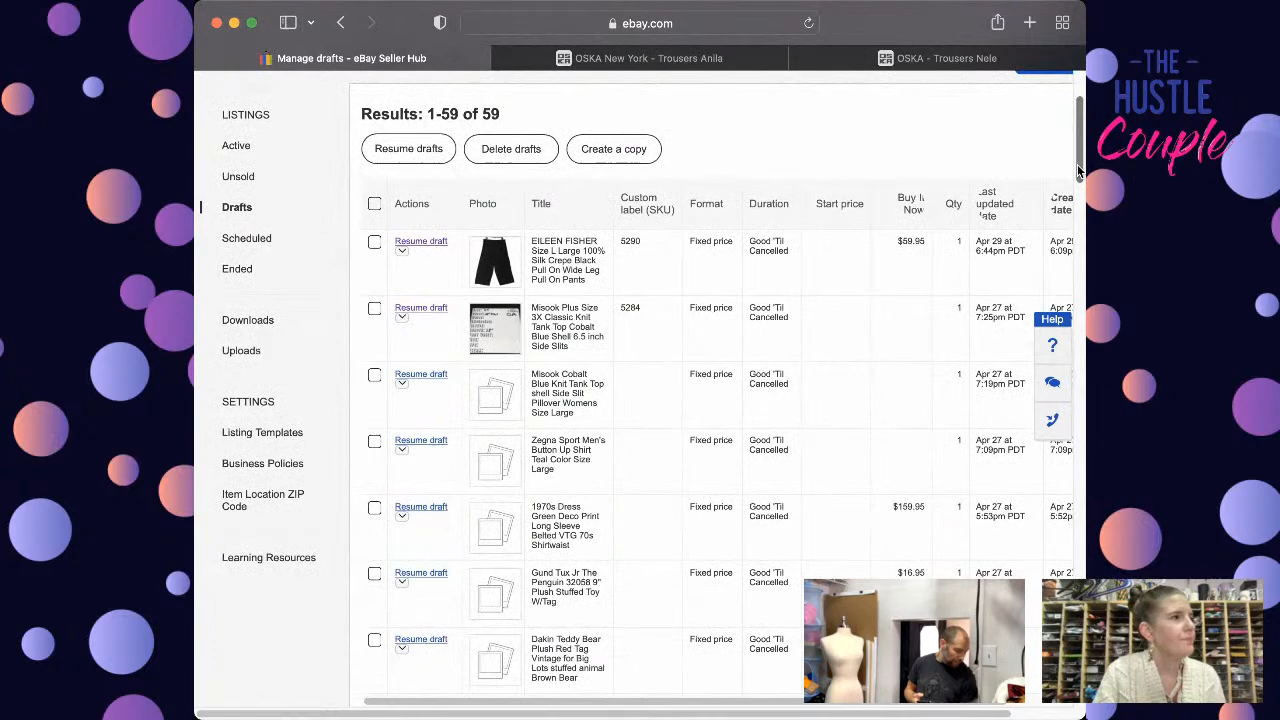 ebay.com
Manage drafts - eBay Seller Hub
OSKA New York - Trousers Anila
OSKA - Trousers Nele
THE
HUSTLE
Couple
LISTINGS
Active
Unsold
Drafts
Scheduled
Ended
Downloads
Uploads
SETTINGS
Listing Templates
Business Policies
Item Location ZIP
Code
Learning Resources
Results: 1-59 of 59
Resume drafts
Delete drafts
Create a copy
Actions
Photo
Title
Custom
label (SKU)
Format
Duration
Start price
Buy It
Now
Qty
Last
updated
date
Resume draft
EILEEN FISHER
Size L Large 100%
Silk Crepe Black
Pull On Wide Leg
Pull On Pants
5290
Fixed price
Good 'Til
Cancelled
$59.95
1
Apr 29 at
6:44pm PDT
Resume draft
Misook Plus Size
3X Classic Knit
Tank Top Cobalt
Blue Shell 6.5 inch
Side Slits
5284
Fixed price
Good 'Til
Cancelled
1
Apr 27 at
7:25pm PDT
Help
?
Resume draft
Misook Cobalt
Blue Knit Tank Top
shell Side Slit
Pillover Womens
Size Large
Fixed price
Good 'Til
Cancelled
1
Apr 27 at
7:19pm PDT
Resume draft
Zegna Sport Men's
Button Up Shirt
Teal Color Size
Large
Fixed price
Good 'Til
Cancelled
1
Apr 27 at
7:09pm PDT
Resume draft
1970s Dress
Green Deco Print
Long Sleeve
Belted VTG 70s
Shirtwaist
Fixed price
Good 'Til
Cancelled
$159.95
1
Apr 27 at
5:53pm PDT
Resume draft
Gund Tux Jr The
Penguin 32058 9"
Plush Stuffed Toy
W/Tag
Fixed price
Good 'Til
Cancelled
$16.95
1
Apr 27 at
Resume draft
Dakin Teddy Bear
Plush Red Tag
Vintage for Big
Lots stuffed animal
Brown Bear
Fixed price
Good 'Til
Cancelled